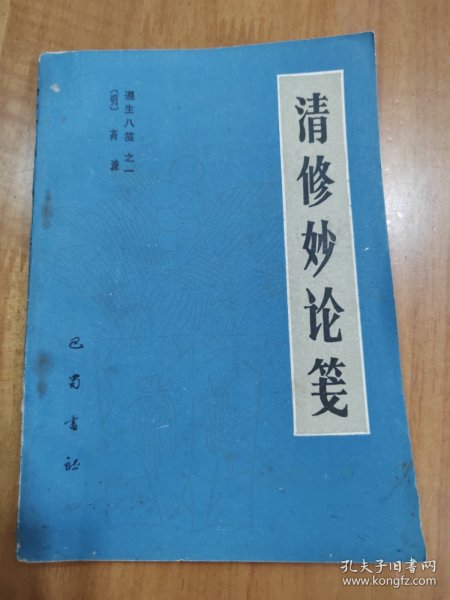 清修妙论笺
遵生八笺 之一
〔明〕 高濂
巴蜀书社
孔夫子旧书网
www.kongfz.com